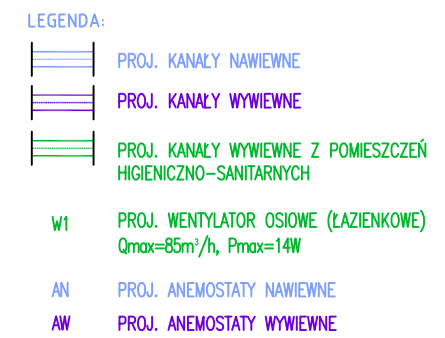 LEGENDA:
PROJ. KANAŁY NAWIEWNE
PROJ. KANAŁY WYWIEWNE
PROJ. KANAŁY WYWIEWNE Z POMIESZCZEŃ
HIGIENICZNO-SANITARNYCH
W1 PROJ. WENTYLATOR OSIOWE (ŁAZIENKOWE)
Qmax=85m³/h, Pmax=14W
AN PROJ. ANEMOSTATY NAWIEWNE
AW PROJ. ANEMOSTATY WYWIEWNE